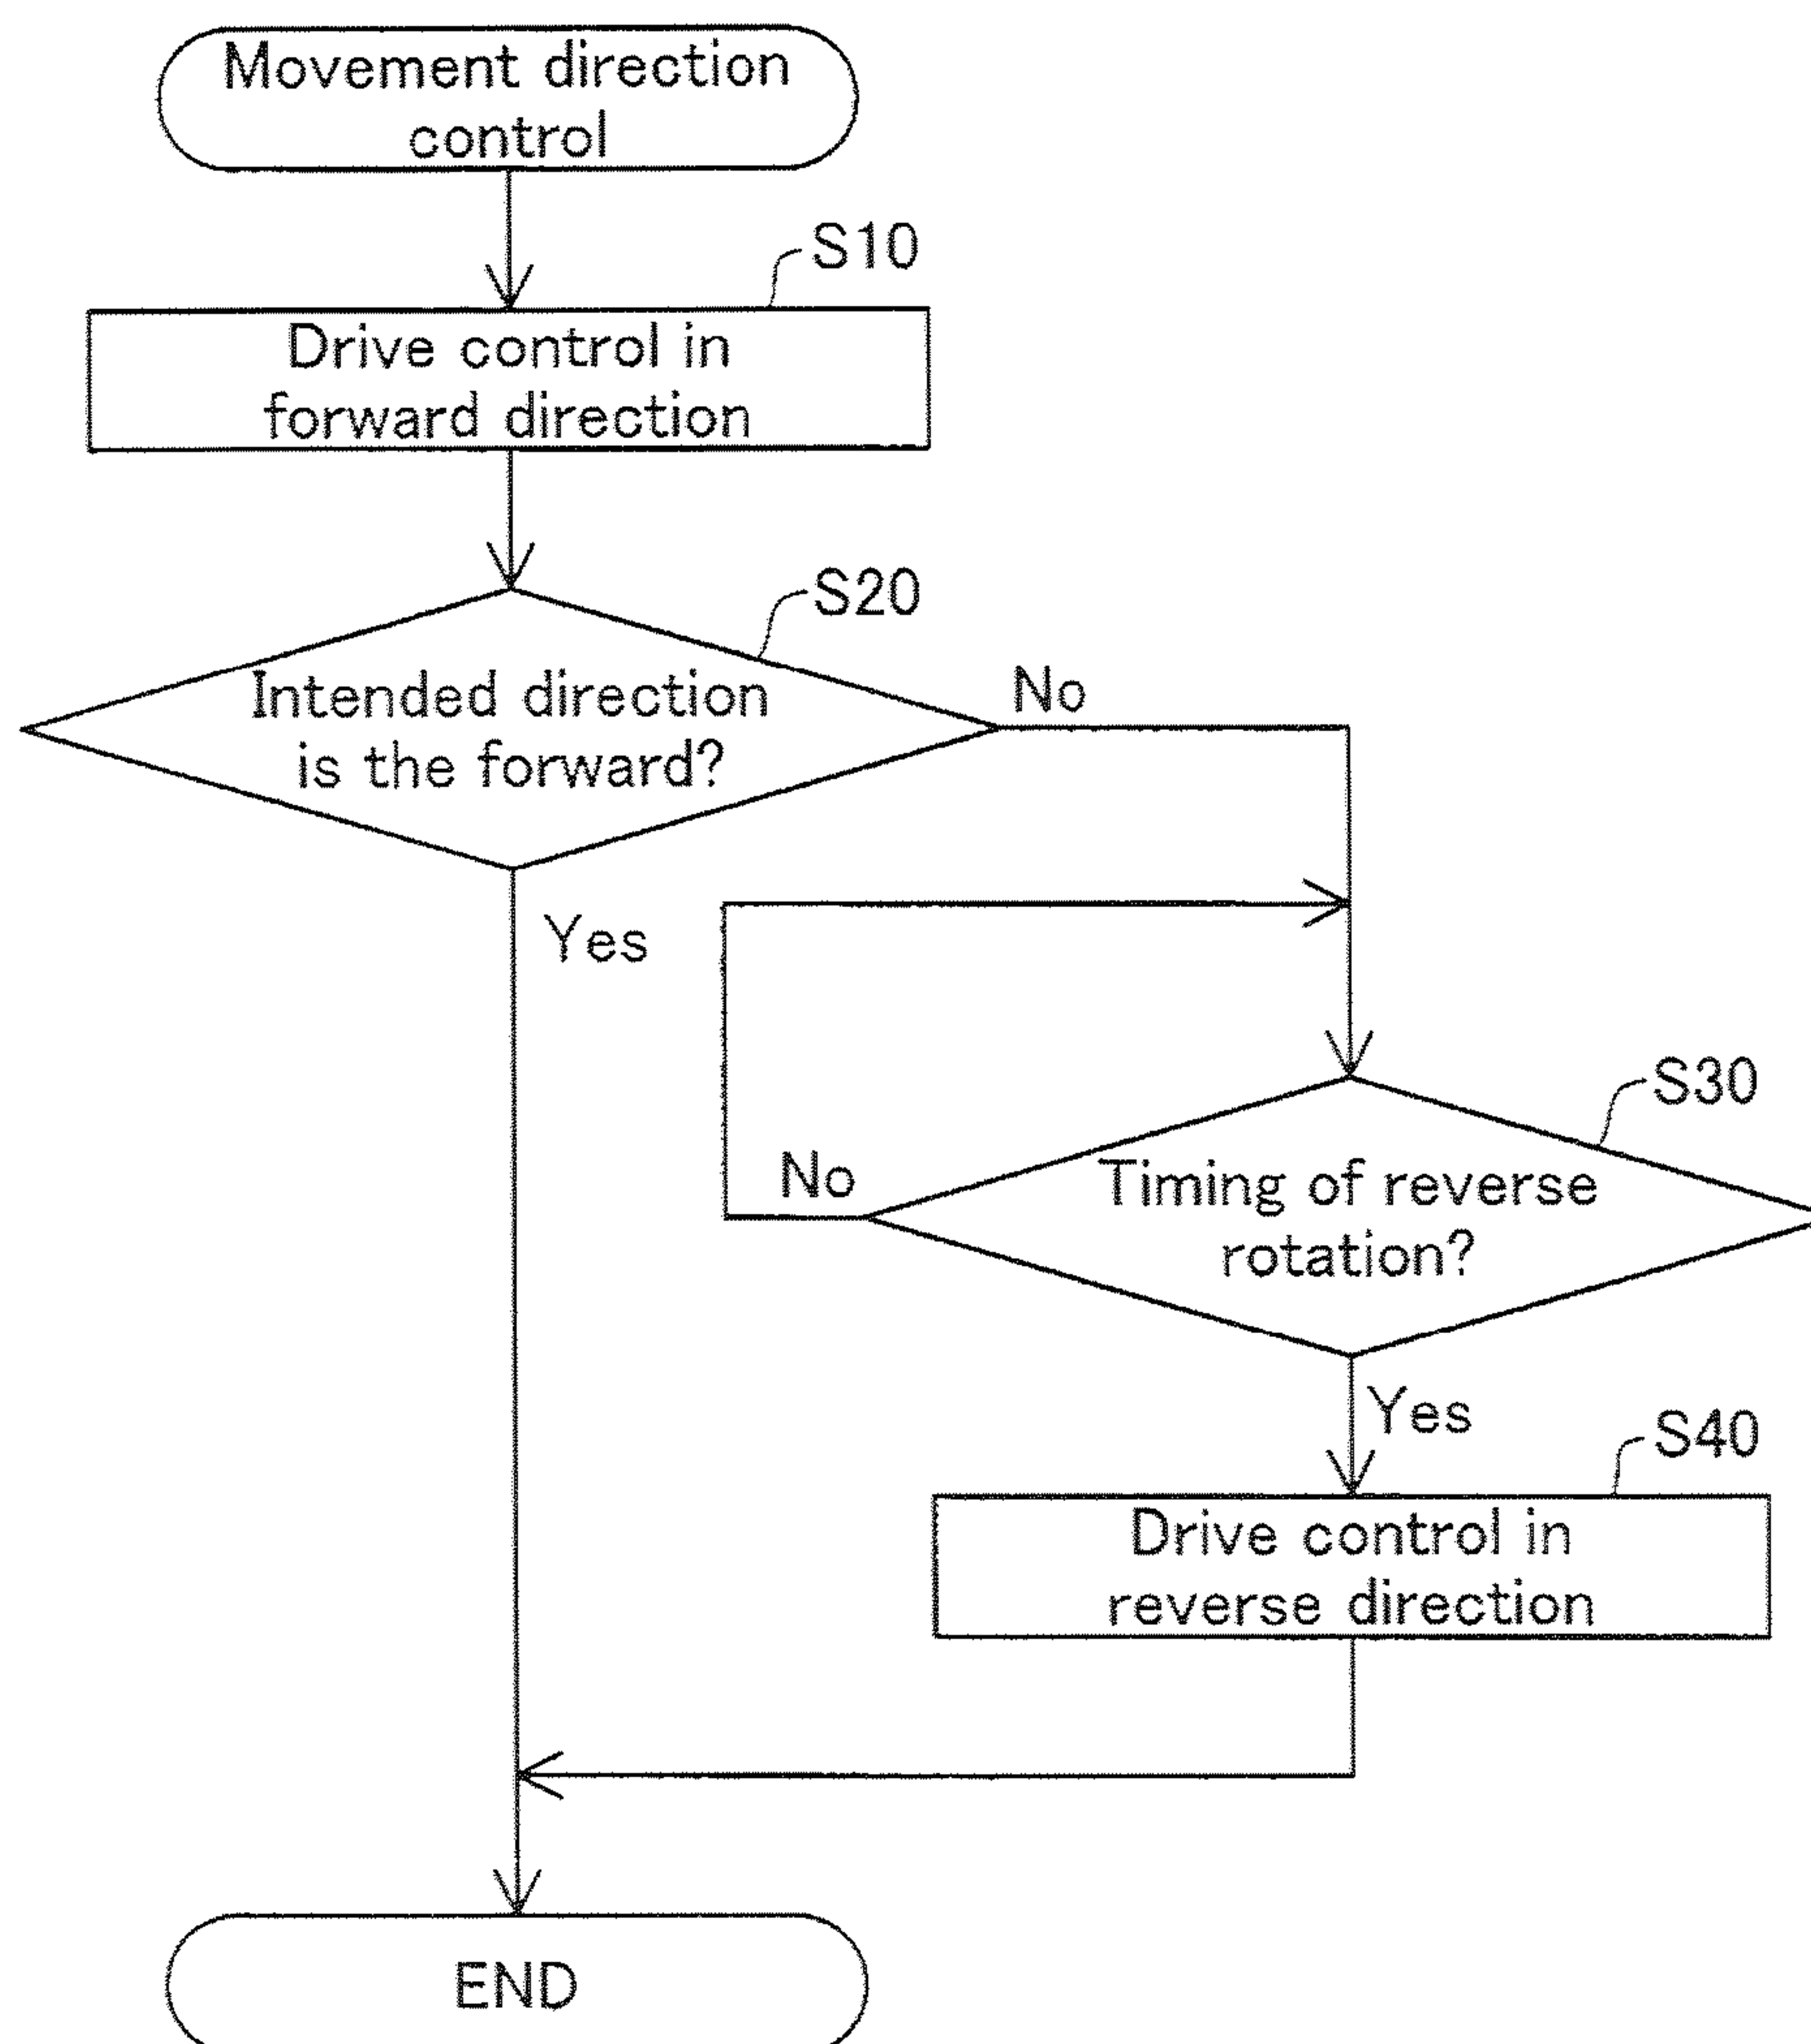 Movement direction
control
S10
Drive control in
forward direction
S20
Intended direction
is the forward?
No
Yes
S30
No
Timing of reverse
rotation?
Yes
S40
Drive control in
reverse direction
END